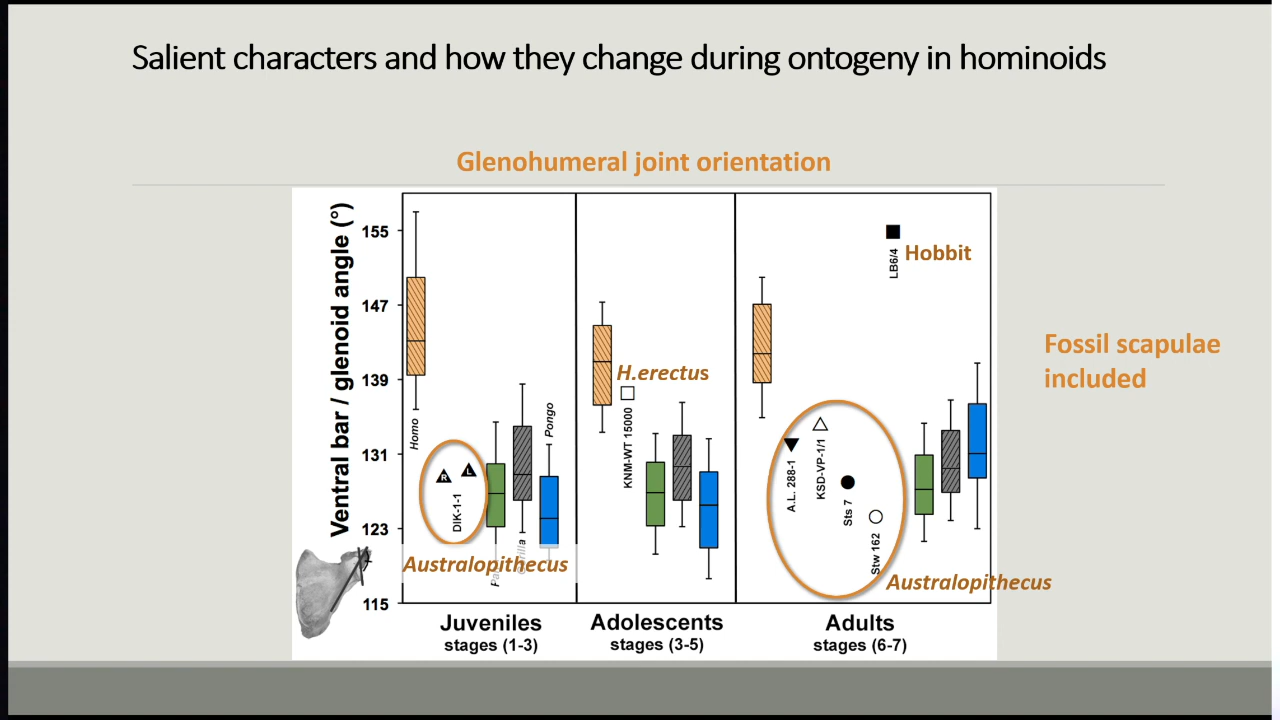 Salient characters and how they change during ontogeny in hominoids
Glenohumeral joint orientation
Ventral bar / glenoid angle (°)
155
147
139
131
123
115
Homo
R
L
DIK-1-1
Pongo
Australopithecus
H.erectus
KNM-WT 15000
A.L. 288-1
KSD-VP-1/1
Sts 7
Stw 162
LB6/4
Hobbit
Australopithecus
Fossil scapulae
included
Juveniles
stages (1-3)
Adolescents
stages (3-5)
Adults
stages (6-7)